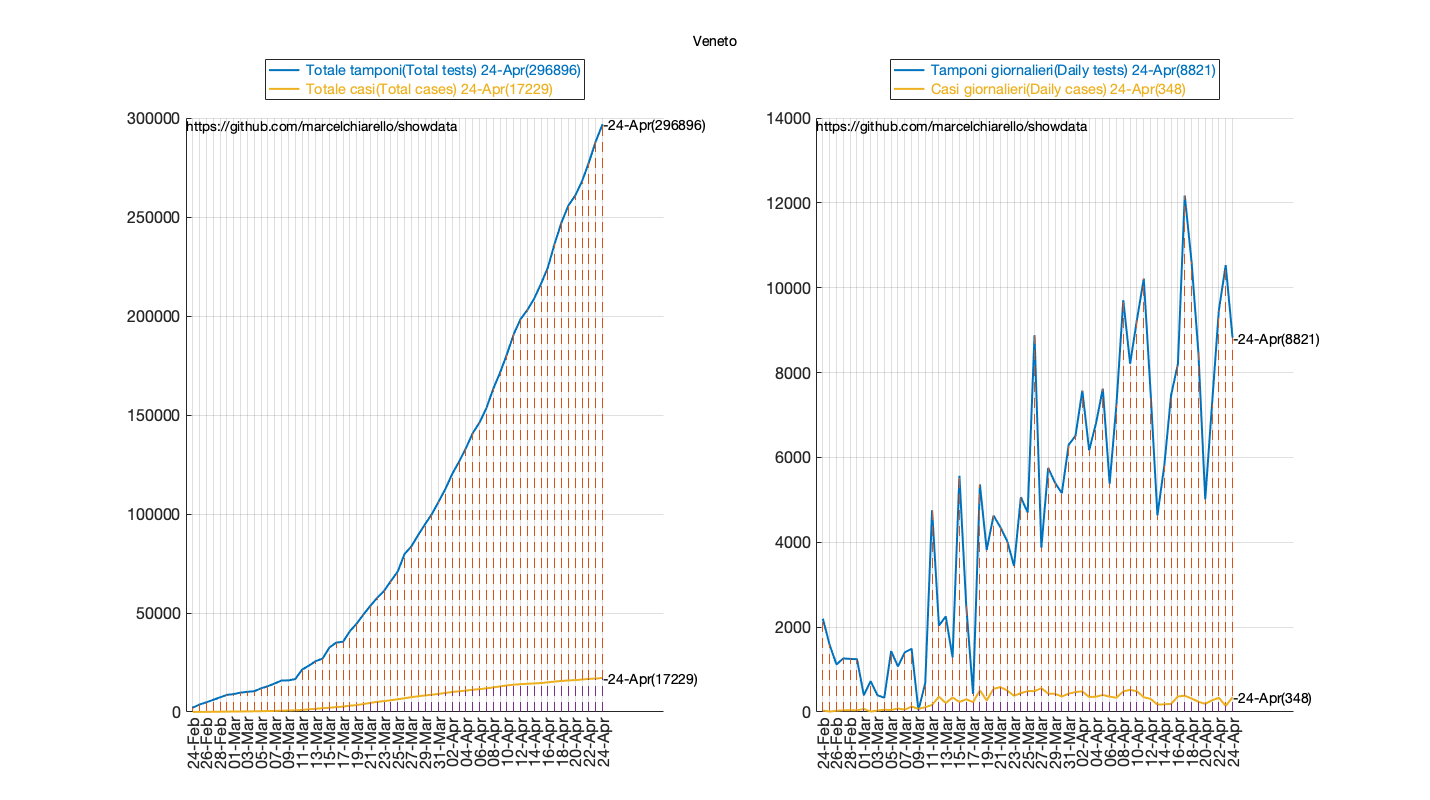 Veneto
Totale tamponi(Total tests) 24-Apr(296896)
Totale casi(Total cases) 24-Apr(17229)
https://github.com/marcelchiarello/showdata
300000
250000
200000
150000
100000
50000
0
-24-Apr(296896)
-24-Apr(17229)
24-Feb
26-Feb
28-Feb
01-Mar
03-Mar
05-Mar
07-Mar
09-Mar
11-Mar
13-Mar
15-Mar
17-Mar
19-Mar
21-Mar
23-Mar
25-Mar
27-Mar
29-Mar
31-Mar
02-Apr
04-Apr
06-Apr
08-Apr
10-Apr
12-Apr
14-Apr
16-Apr
18-Apr
20-Apr
22-Apr
24-Apr
Tamponi giornalieri(Daily tests) 24-Apr(8821)
Casi giornalieri(Daily cases) 24-Apr(348)
https://github.com/marcelchiarello/showdata
14000
12000
10000
8000
6000
4000
2000
0
-24-Apr(8821)
-24-Apr(348)
24-Feb
26-Feb
28-Feb
01-Mar
03-Mar
05-Mar
07-Mar
09-Mar
11-Mar
13-Mar
15-Mar
17-Mar
19-Mar
21-Mar
23-Mar
25-Mar
27-Mar
29-Mar
31-Mar
02-Apr
04-Apr
06-Apr
08-Apr
10-Apr
12-Apr
14-Apr
16-Apr
18-Apr
20-Apr
22-Apr
24-Apr